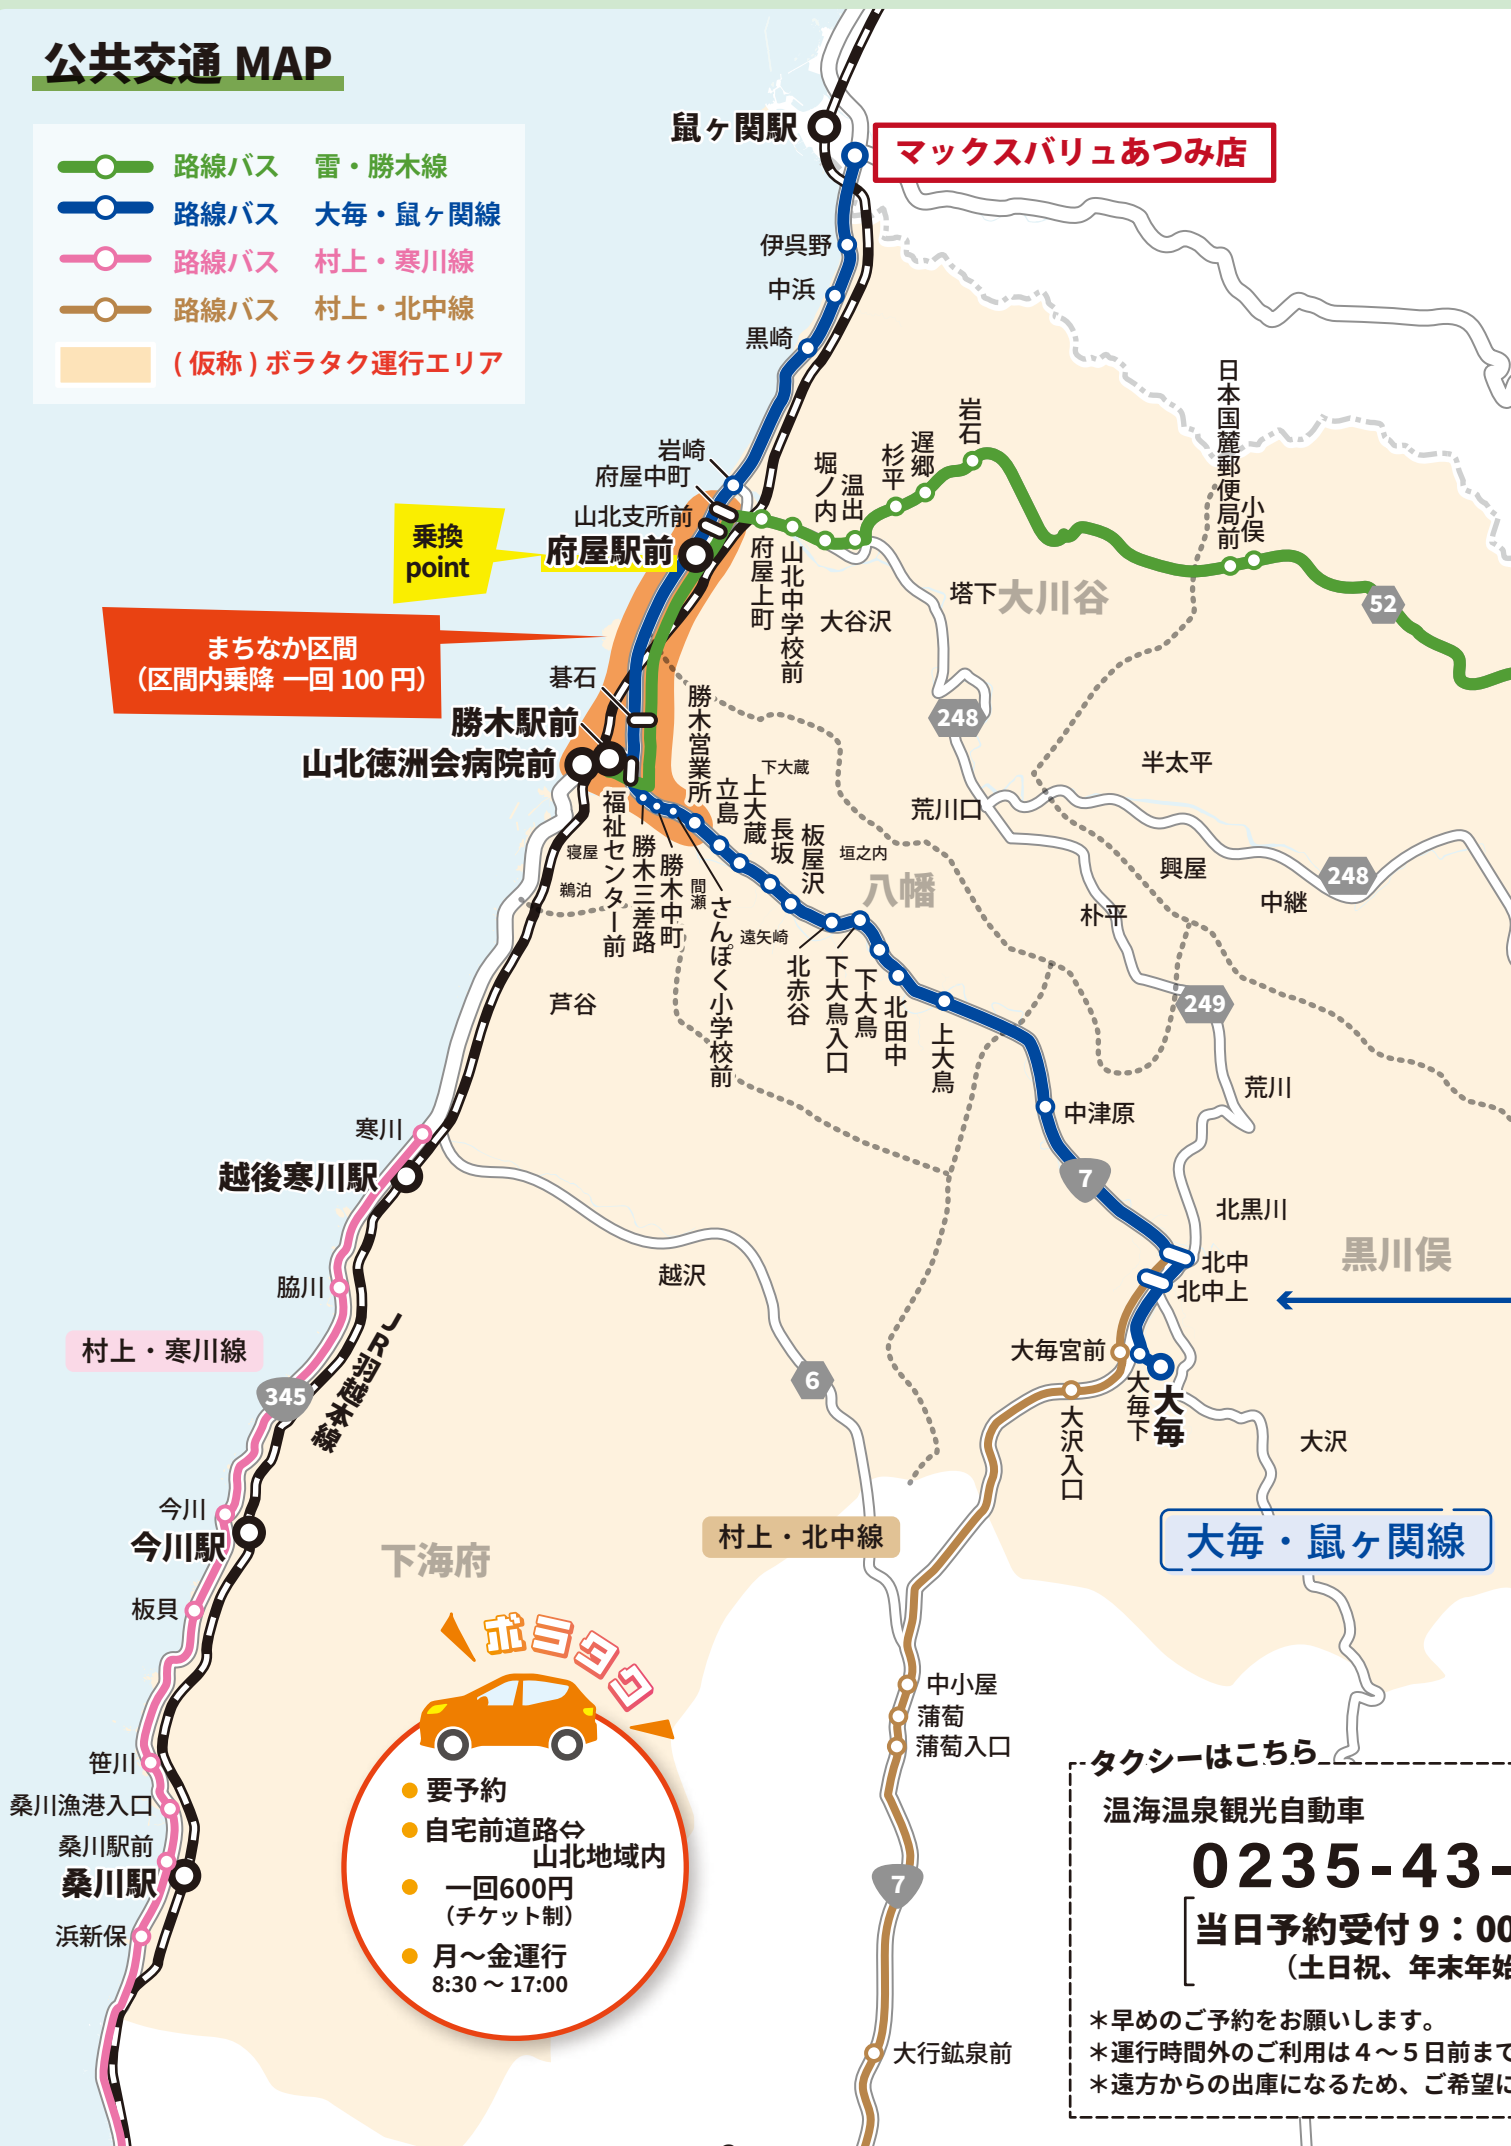 公共交通 MAP
路線バス 雷・勝木線
路線バス 大毎・鼠ヶ関線
路線バス 村上・寒川線
路線バス 村上・北中線
(仮称)ボラタク運行エリア
鼠ヶ関駅
マックスバリュあつみ店
伊呉野
中浜
黒崎
岩崎
府屋中町
山北支所前
府屋駅前
乗換
point
まちなか区間
（区間内乗降 一回 100 円）
碁石
勝木駅前
山北徳洲会病院前
府屋上町
山北中学校前
堀ノ内
温出
杉平
遅郷
岩石
日本国麓郵便局前
小俣
52
大谷沢
塔下
大川谷
248
半太平
荒川口
興屋
248
中継
朴平
249
荒川
勝木営業所
立島
上大蔵
下大蔵
長坂
板屋沢
垣之内
八幡
寝屋
鵜泊
福祉センター前
勝木三差路
勝木中町
間瀬
さんぽく小学校前
遠矢崎
北赤谷
下大鳥入口
下大鳥
北田中
上大鳥
芦谷
中津原
7
北黒川
黒川俣
北中
北中上
大毎宮前
大毎下
大毎
大沢入口
大沢
寒川
越後寒川駅
脇川
越沢
村上・寒川線
345
JR羽越本線
6
今川
今川駅
村上・北中線
大毎・鼠ヶ関線
下海府
板貝
ボラタク
中小屋
蒲萄
蒲萄入口
笹川
桑川漁港入口
桑川駅前
桑川駅
浜新保
要予約
自宅前道路⇔
山北地域内
一回600円
（チケット制）
月～金運行
8:30 ～ 17:00
7
大行鉱泉前
タクシーはこちら
温海温泉観光自動車
0235-43-
当日予約受付 9：00
（土日祝、年末年始
＊早めのご予約をお願いします。
＊運行時間外のご利用は４～５日前まで
＊遠方からの出庫になるため、ご希望に